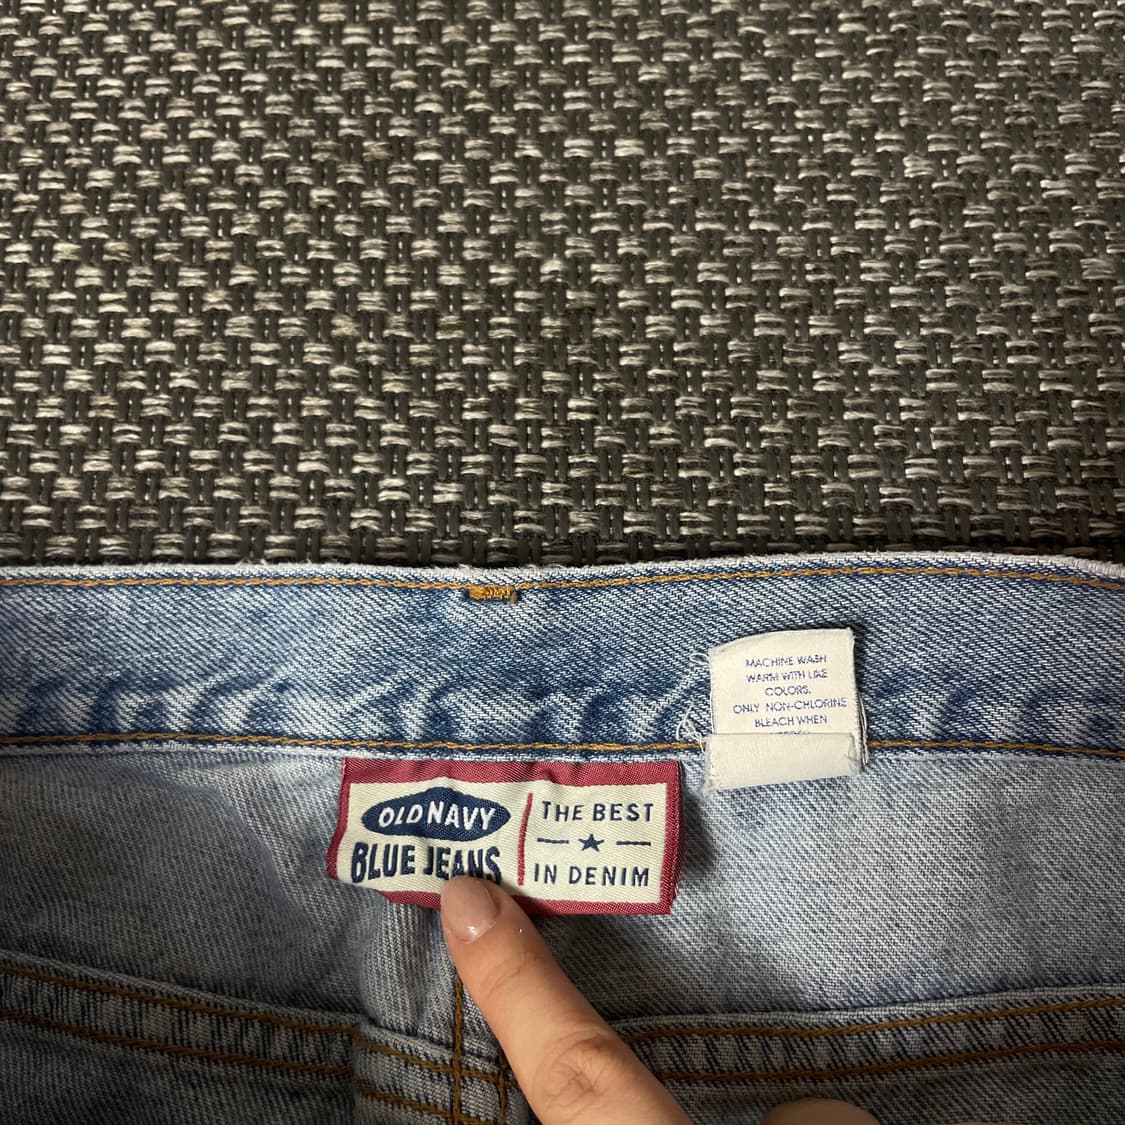 MACHINE WASH
WARM WITH LIKE
COLORS.
ONLY NON-CHLORINE
BLEACH WHEN
OLD NAVY
BLUE JEANS
THE BEST
IN DENIM